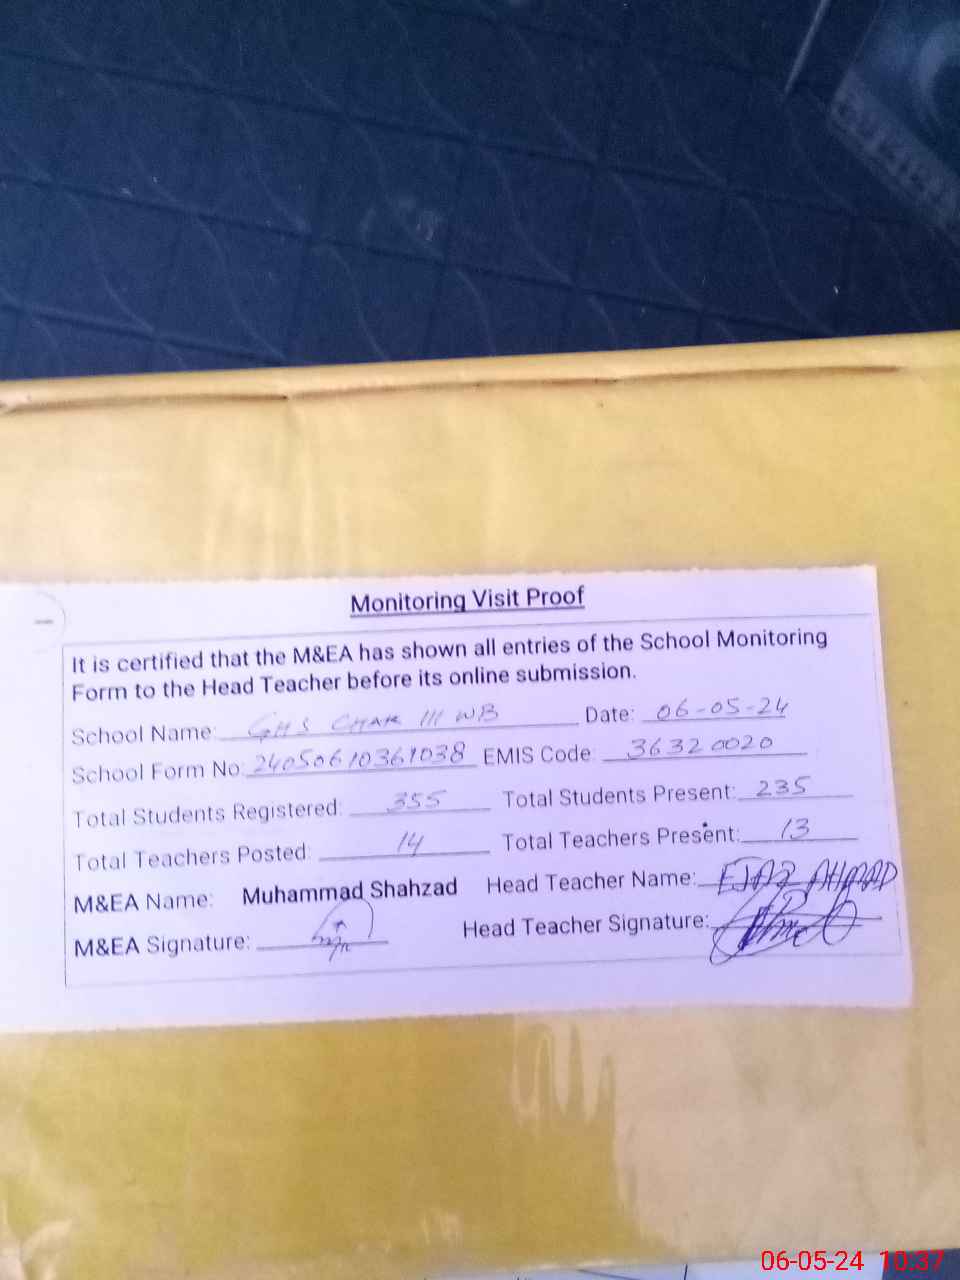 Monitoring Visit Proof
It is certified that the M&EA has shown all entries of the School Monitoring
Form to the Head Teacher before its online submission.
School Name: GHS CHAK 111 WB Date: 06-05-24
School Form No: 24050610361038 EMIS Code: 36320020
Total Students Registered: 355 Total Students Present: 235
Total Teachers Posted: 14 Total Teachers Present: 13
M&EA Name: Muhammad Shahzad Head Teacher Name: EJAZ AHMAD
M&EA Signature: Head Teacher Signature:
06-05-24 10:37